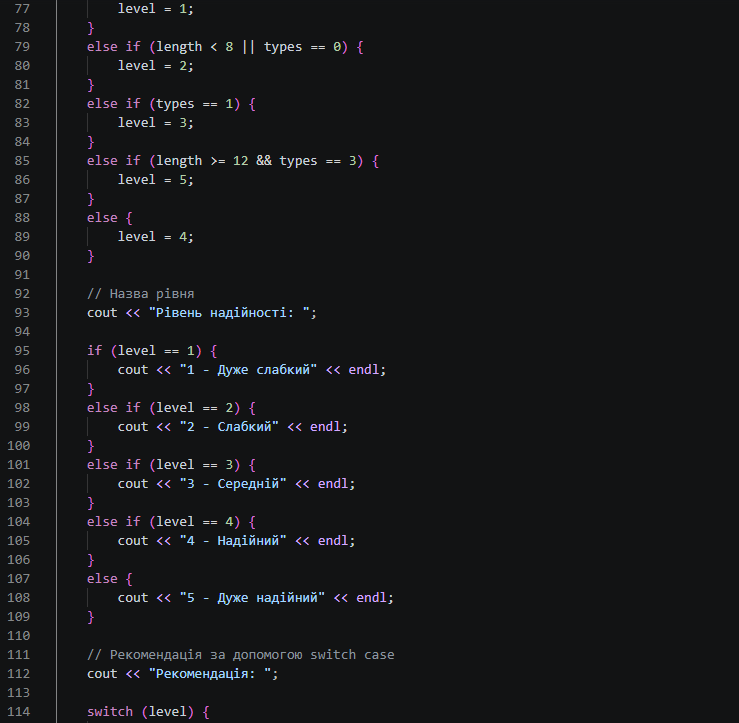 77 level = 1;
78 }
79 else if (length < 8 || types == 0) {
80 level = 2;
81 }
82 else if (types == 1) {
83 level = 3;
84 }
85 else if (length >= 12 && types == 3) {
86 level = 5;
87 }
88 else {
89 level = 4;
90 }
91
92 // Назва рівня
93 cout << "Рівень надійності: ";
94
95 if (level == 1) {
96 cout << "1 - Дуже слабкий" << endl;
97 }
98 else if (level == 2) {
99 cout << "2 - Слабкий" << endl;
100 }
101 else if (level == 3) {
102 cout << "3 - Середній" << endl;
103 }
104 else if (level == 4) {
105 cout << "4 - Надійний" << endl;
106 }
107 else {
108 cout << "5 - Дуже надійний" << endl;
109 }
110
111 // Рекомендація за допомогою switch case
112 cout << "Рекомендація: ";
113
114 switch (level) {